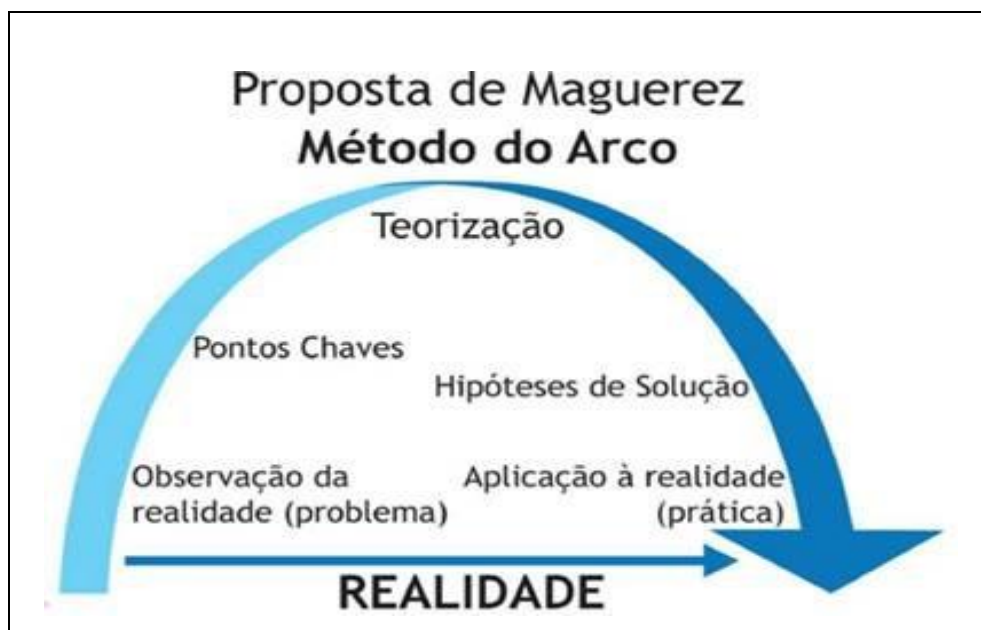 Proposta de Maguerez
Método do Arco
Teorização
Pontos Chaves
Hipóteses de Solução
Observação da
realidade (problema)
Aplicação à realidade
(prática)
REALIDADE